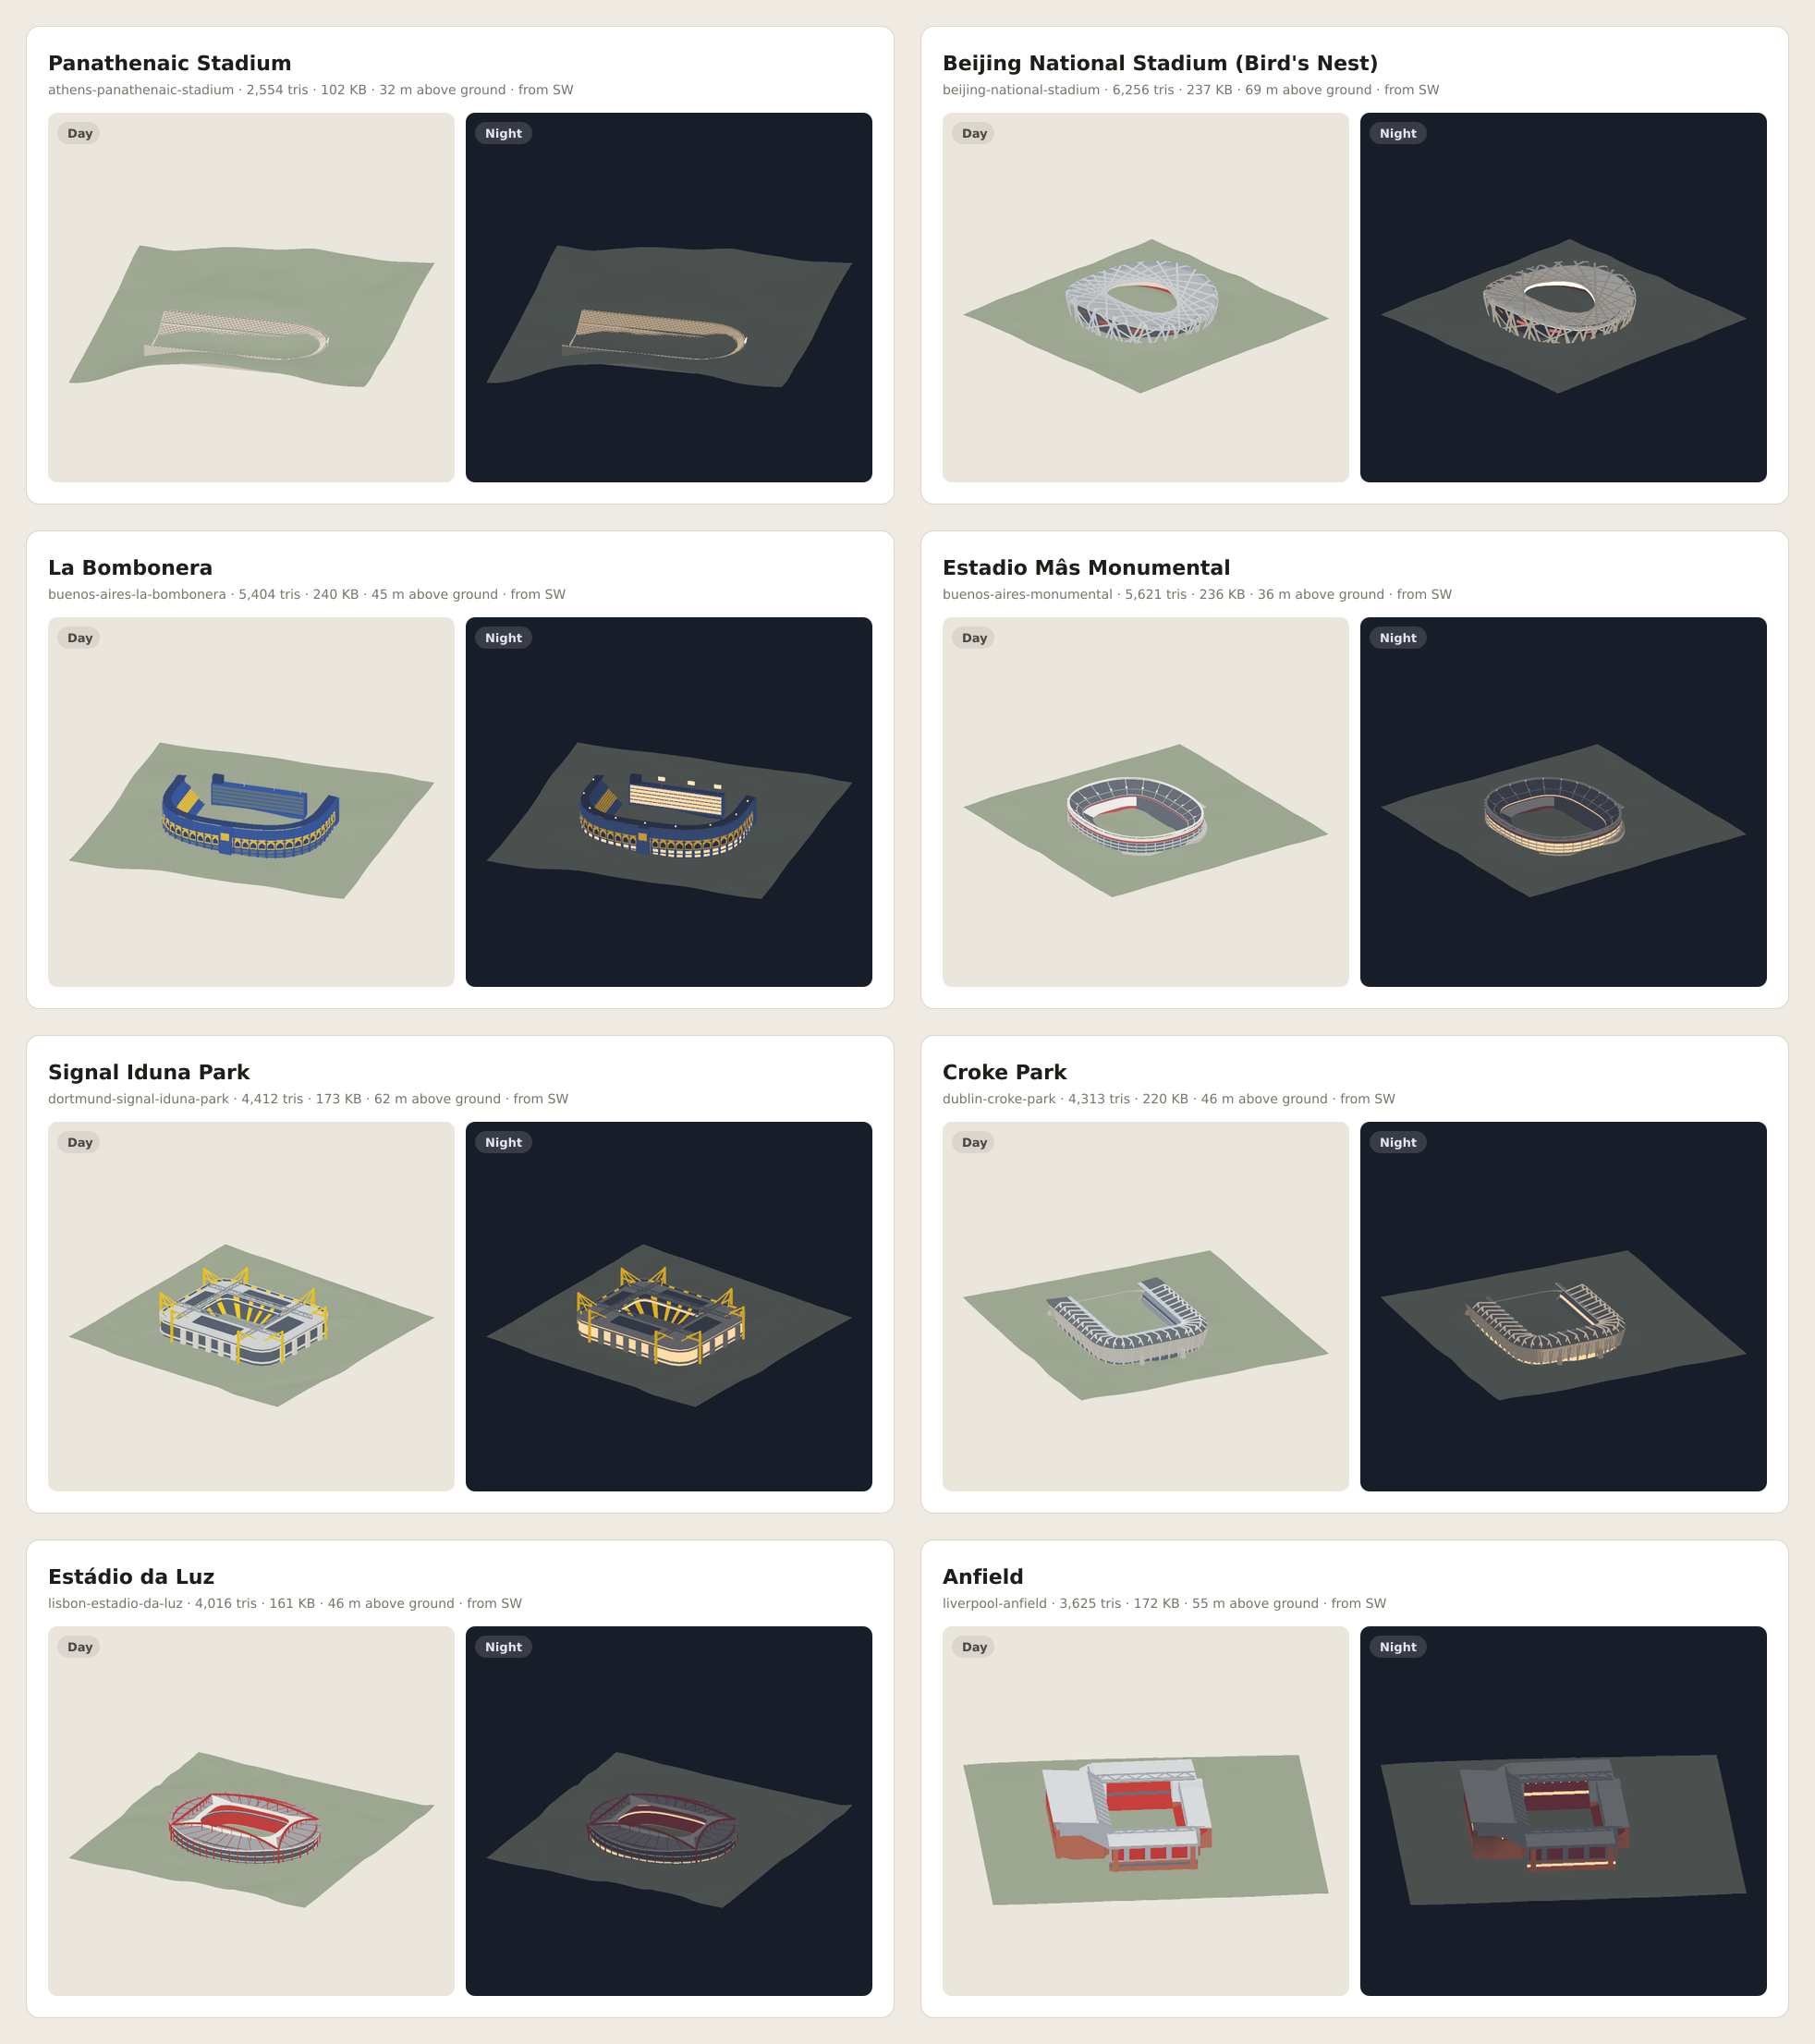 Panathenaic Stadium
athens-panathenaic-stadium · 2,554 tris · 102 KB · 32 m above ground · from SW
Day
Night
Beijing National Stadium (Bird's Nest)
beijing-national-stadium · 6,256 tris · 237 KB · 69 m above ground · from SW
Day
Night
La Bombonera
buenos-aires-la-bombonera · 5,404 tris · 240 KB · 45 m above ground · from SW
Day
Night
Estadio Mâs Monumental
buenos-aires-monumental · 5,621 tris · 236 KB · 36 m above ground · from SW
Day
Night
Signal Iduna Park
dortmund-signal-iduna-park · 4,412 tris · 173 KB · 62 m above ground · from SW
Day
Night
Croke Park
dublin-croke-park · 4,313 tris · 220 KB · 46 m above ground · from SW
Day
Night
Estádio da Luz
lisbon-estadio-da-luz · 4,016 tris · 161 KB · 46 m above ground · from SW
Day
Night
Anfield
liverpool-anfield · 3,625 tris · 172 KB · 55 m above ground · from SW
Day
Night